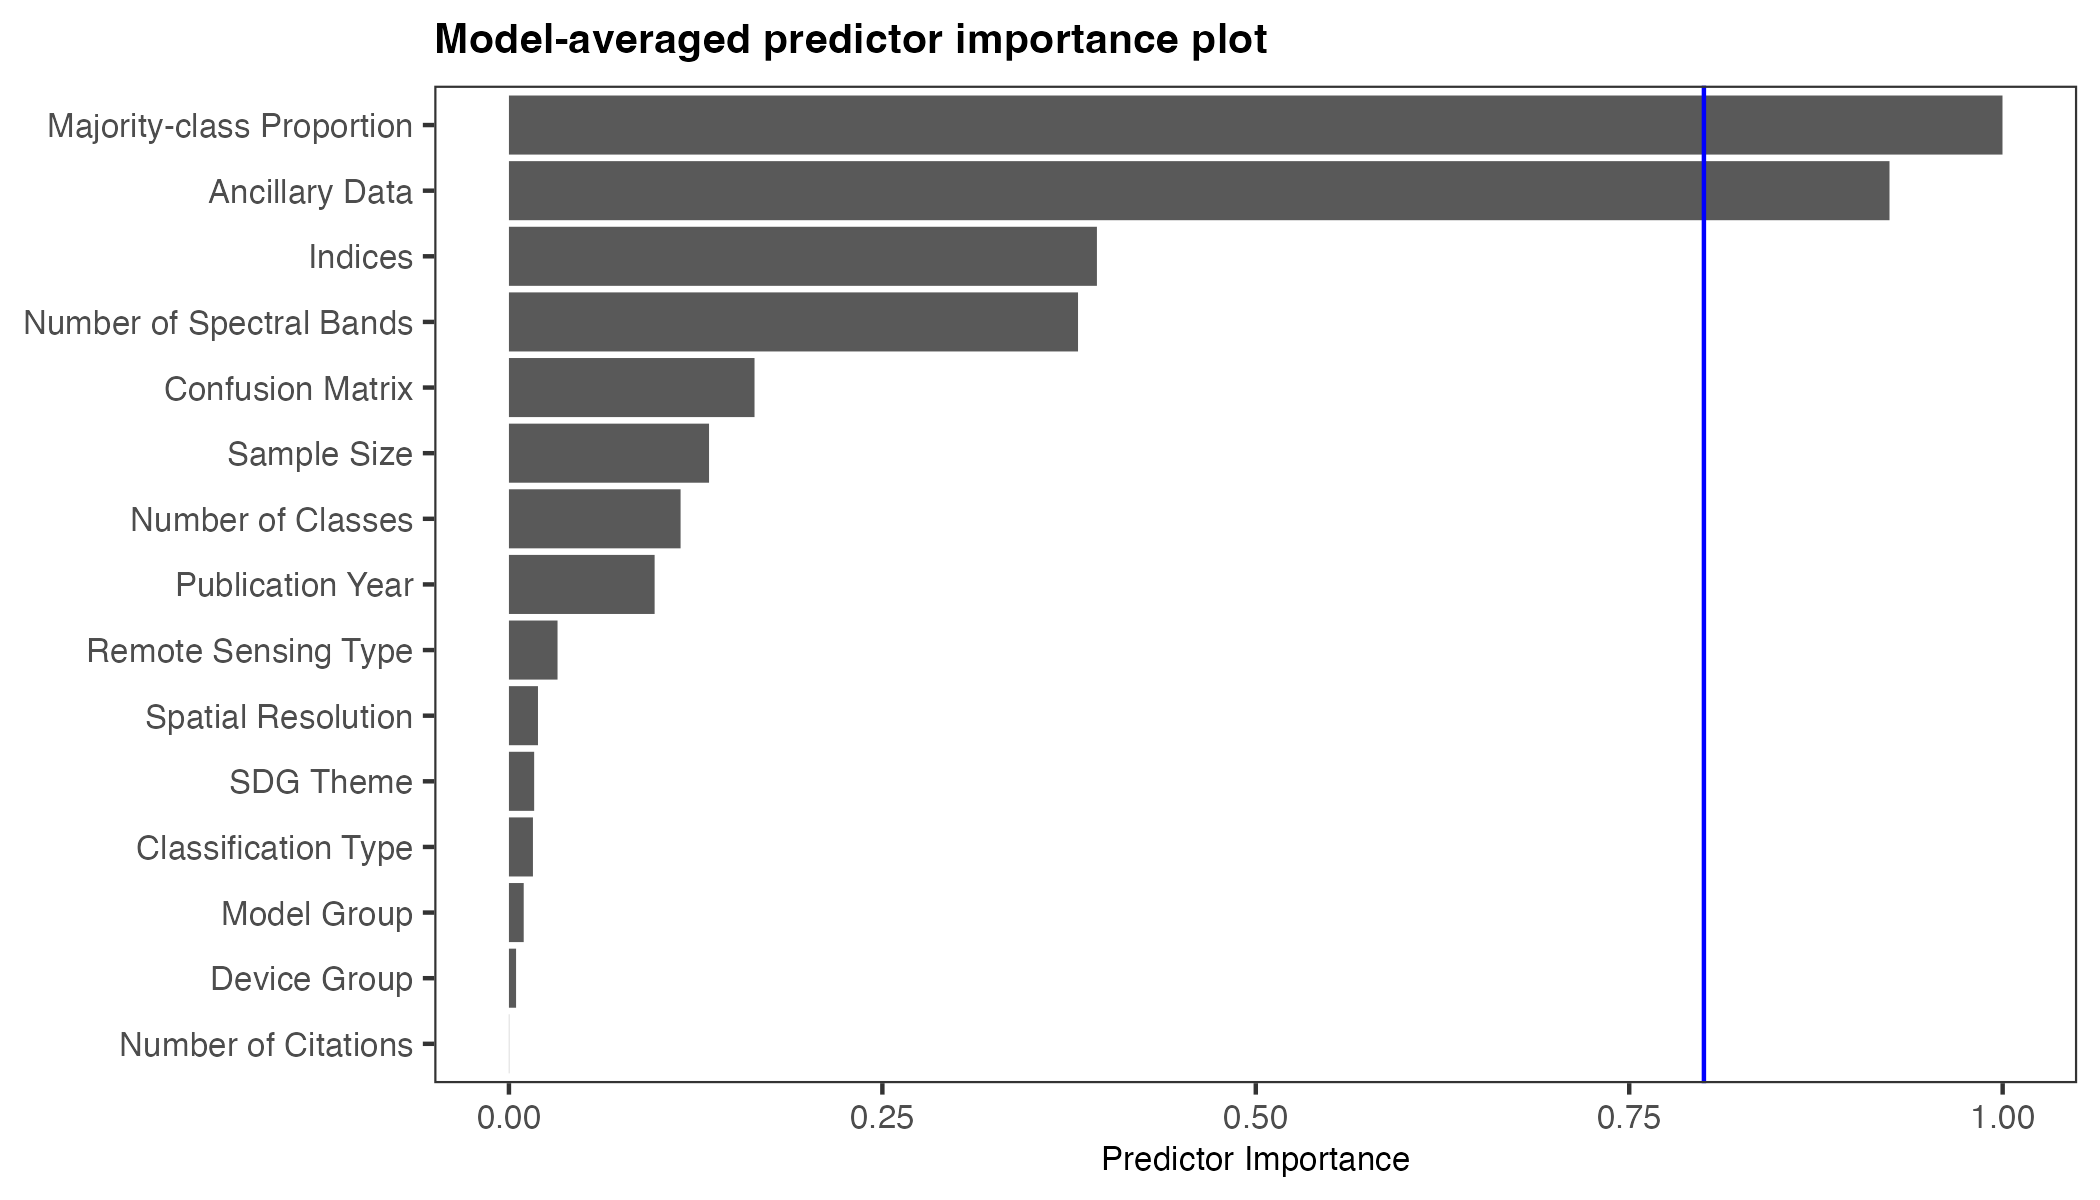 Model-averaged predictor importance plot
Majority-class Proportion
Ancillary Data
Indices
Number of Spectral Bands
Confusion Matrix
Sample Size
Number of Classes
Publication Year
Remote Sensing Type
Spatial Resolution
SDG Theme
Classification Type
Model Group
Device Group
Number of Citations
0.00 0.25 0.50 0.75 1.00
Predictor Importance